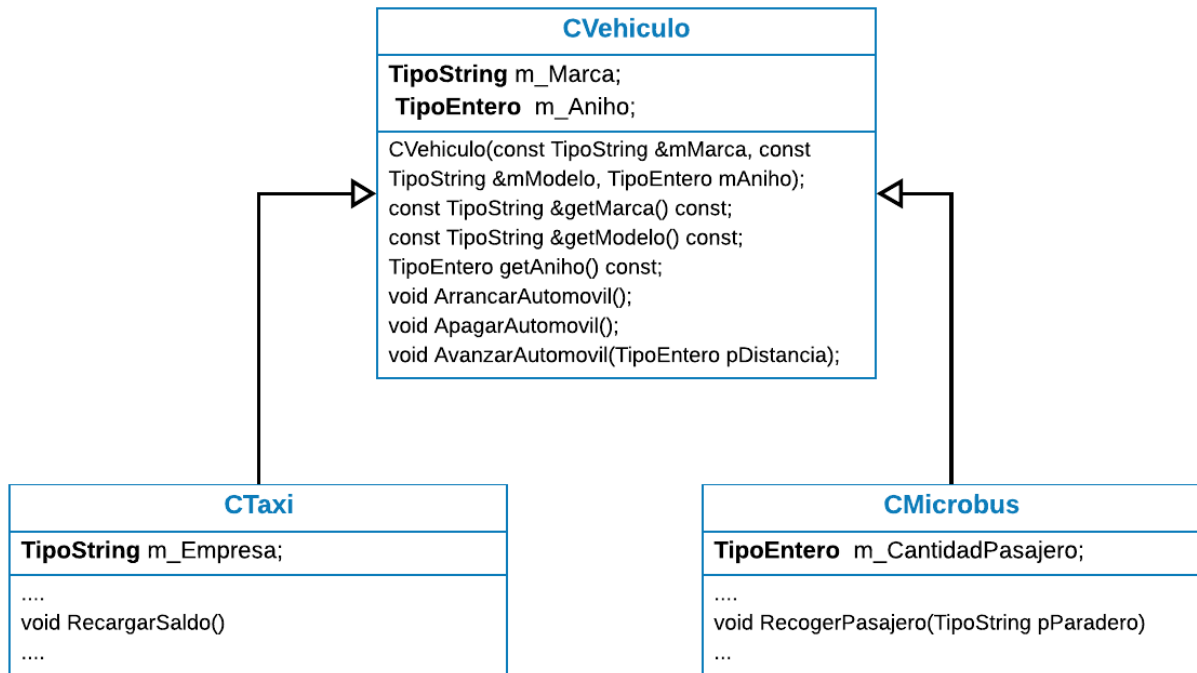 CVehiculo
TipoString m_Marca;
TipoEntero m_Aniho;
CVehiculo(const TipoString &mMarca, const
TipoString &mModelo, TipoEntero mAniho);
const TipoString &getMarca() const;
const TipoString &getModelo() const;
TipoEntero getAniho() const;
void ArrancarAutomovil();
void ApagarAutomovil();
void AvanzarAutomovil(TipoEntero pDistancia);
CTaxi
TipoString m_Empresa;
....
void RecargarSaldo()
....
CMicrobus
TipoEntero m_CantidadPasajero;
....
void RecogerPasajero(TipoString pParadero)
...